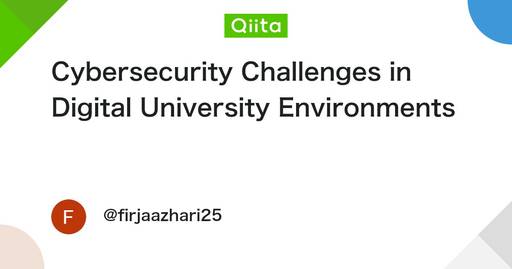 Qiita
Cybersecurity Challenges in
Digital University Environments
F
@firjaazhari25